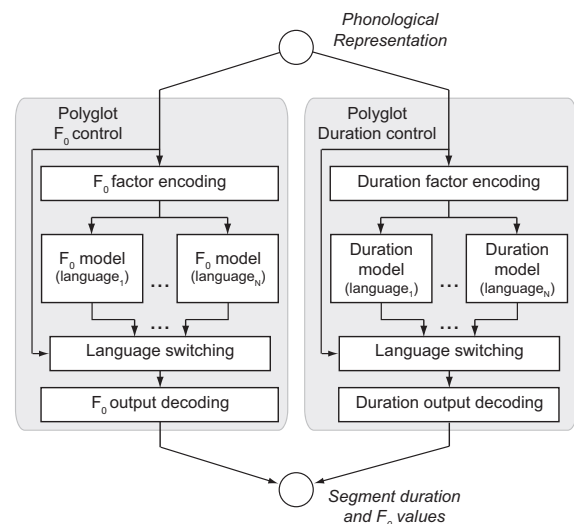 Phonological
Representation
Polyglot
F₀ control
F₀ factor encoding
F₀ model
(language₁)
...
F₀ model
(language_N)
...
Language switching
F₀ output decoding
Polyglot
Duration control
Duration factor encoding
Duration
model
(language₁)
...
Duration
model
(language_N)
...
Language switching
Duration output decoding
Segment duration
and F₀ values